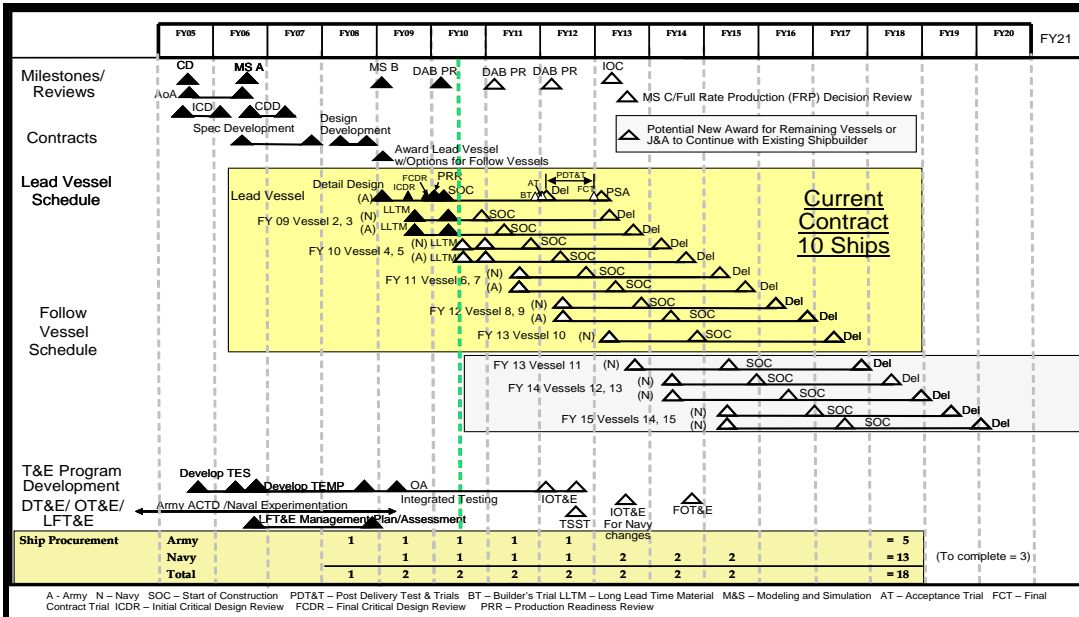 FY05 FY06 FY07 FY08 FY09 FY10 FY11 FY12 FY13 FY14 FY15 FY16 FY17 FY18 FY19 FY20 FY21
Milestones/
Reviews
CD MS A MS B DAB PR DAB PR DAB PR IOC
AoA MS C/Full Rate Production (FRP) Decision Review
ICD CDD
Contracts
Spec Development
Design
Development
Potential New Award for Remaining Vessels or
J&A to Continue with Existing Shipbuilder
Award Lead Vessel
w/Options for Follow Vessels
Lead Vessel
Schedule
Lead Vessel
Detail Design
(A)
ICDR
FCDR
PRR
SOC
AT
BT
PDT&T
Del
FCT
PSA
Current
Contract
10 Ships
FY 09 Vessel 2, 3
(N) LLTM SOC Del
(A) LLTM SOC Del
FY 10 Vessel 4, 5
(N) LLTM SOC Del
(A) LLTM SOC Del
FY 11 Vessel 6, 7
(N) SOC Del
(A) SOC Del
Follow
Vessel
Schedule
FY 12 Vessel 8, 9
(N) SOC Del
(A) SOC Del
FY 13 Vessel 10 (N) SOC Del
FY 13 Vessel 11 (N) SOC Del
FY 14 Vessels 12, 13
(N) SOC Del
(N) SOC Del
FY 15 Vessels 14, 15
(N) SOC Del
(N) SOC Del
T&E Program
Development
Develop TES
Develop TEMP
OA
Integrated Testing
IOT&E
DT&E/ OT&E/
LFT&E
Army ACTD /Naval Experimentation
LFT&E Management Plan/Assessment
TSST
IOT&E
For Navy
changes
FOT&E
Ship Procurement Army 1 1 1 1 1 = 5
Navy 1 1 1 1 2 2 2 = 13 (To complete = 3)
Total 1 2 2 2 2 2 2 2 = 18
A - Army N – Navy SOC – Start of Construction PDT&T – Post Delivery Test & Trials BT – Builder's Trial LLTM – Long Lead Time Material M&S – Modeling and Simulation AT – Acceptance Trial FCT – Final
Contract Trial ICDR – Initial Critical Design Review FCDR – Final Critical Design Review PRR – Production Readiness Review